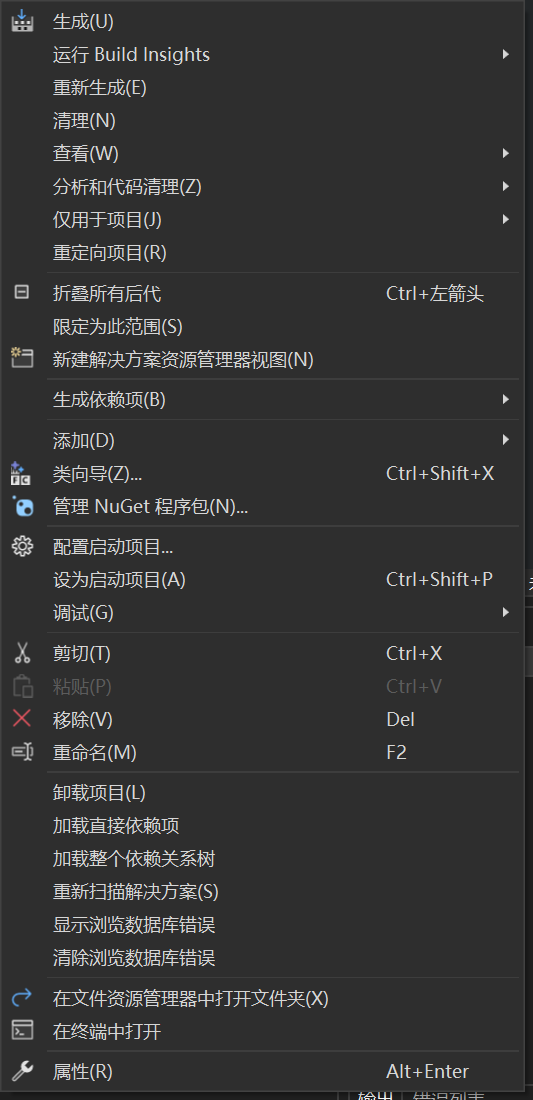 生成(U)
运行 Build Insights
重新生成(E)
清理(N)
查看(W)
分析和代码清理(Z)
仅用于项目(J)
重定向项目(R)
折叠所有后代 Ctrl+左箭头
限定为此范围(S)
新建解决方案资源管理器视图(N)
生成依赖项(B)
添加(D)
类向导(Z)... Ctrl+Shift+X
管理 NuGet 程序包(N)...
配置启动项目...
设为启动项目(A) Ctrl+Shift+P
调试(G)
剪切(T) Ctrl+X
粘贴(P) Ctrl+V
移除(V) Del
重命名(M) F2
卸载项目(L)
加载直接依赖项
加载整个依赖关系树
重新扫描解决方案(S)
显示浏览数据库错误
清除浏览数据库错误
在文件资源管理器中打开文件夹(X)
在终端中打开
属性(R) Alt+Enter
输出 错误列表